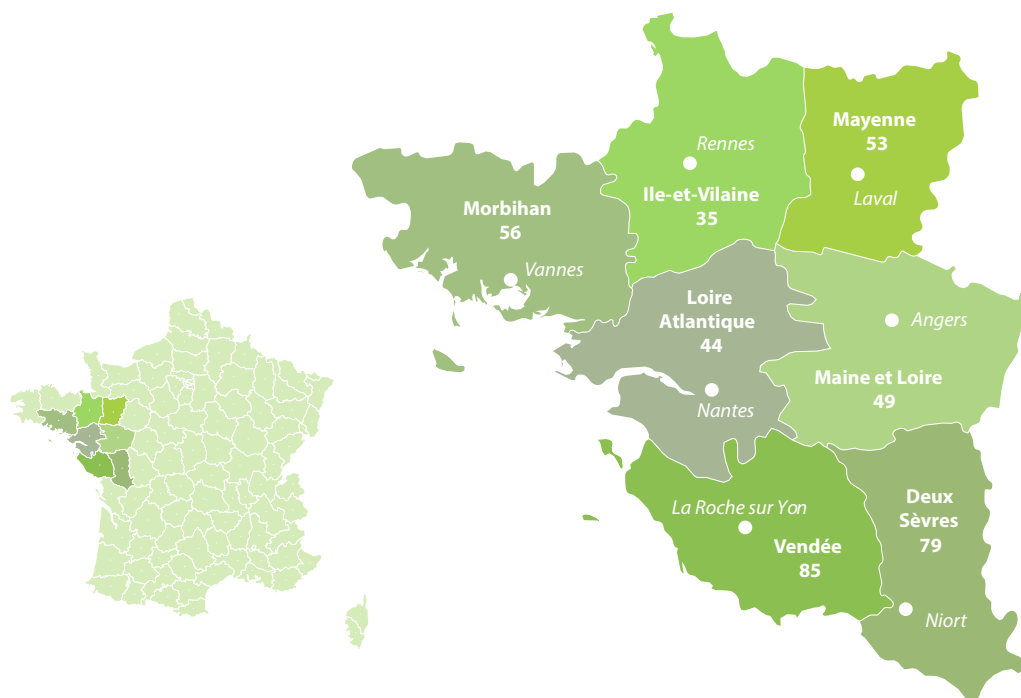 Mayenne
53
Laval
Rennes
Ile-et-Vilaine
35
Morbihan
56
Vannes
Loire
Atlantique
44
Nantes
Angers
Maine et Loire
49
La Roche sur Yon
Vendée
85
Deux
Sèvres
79
Niort